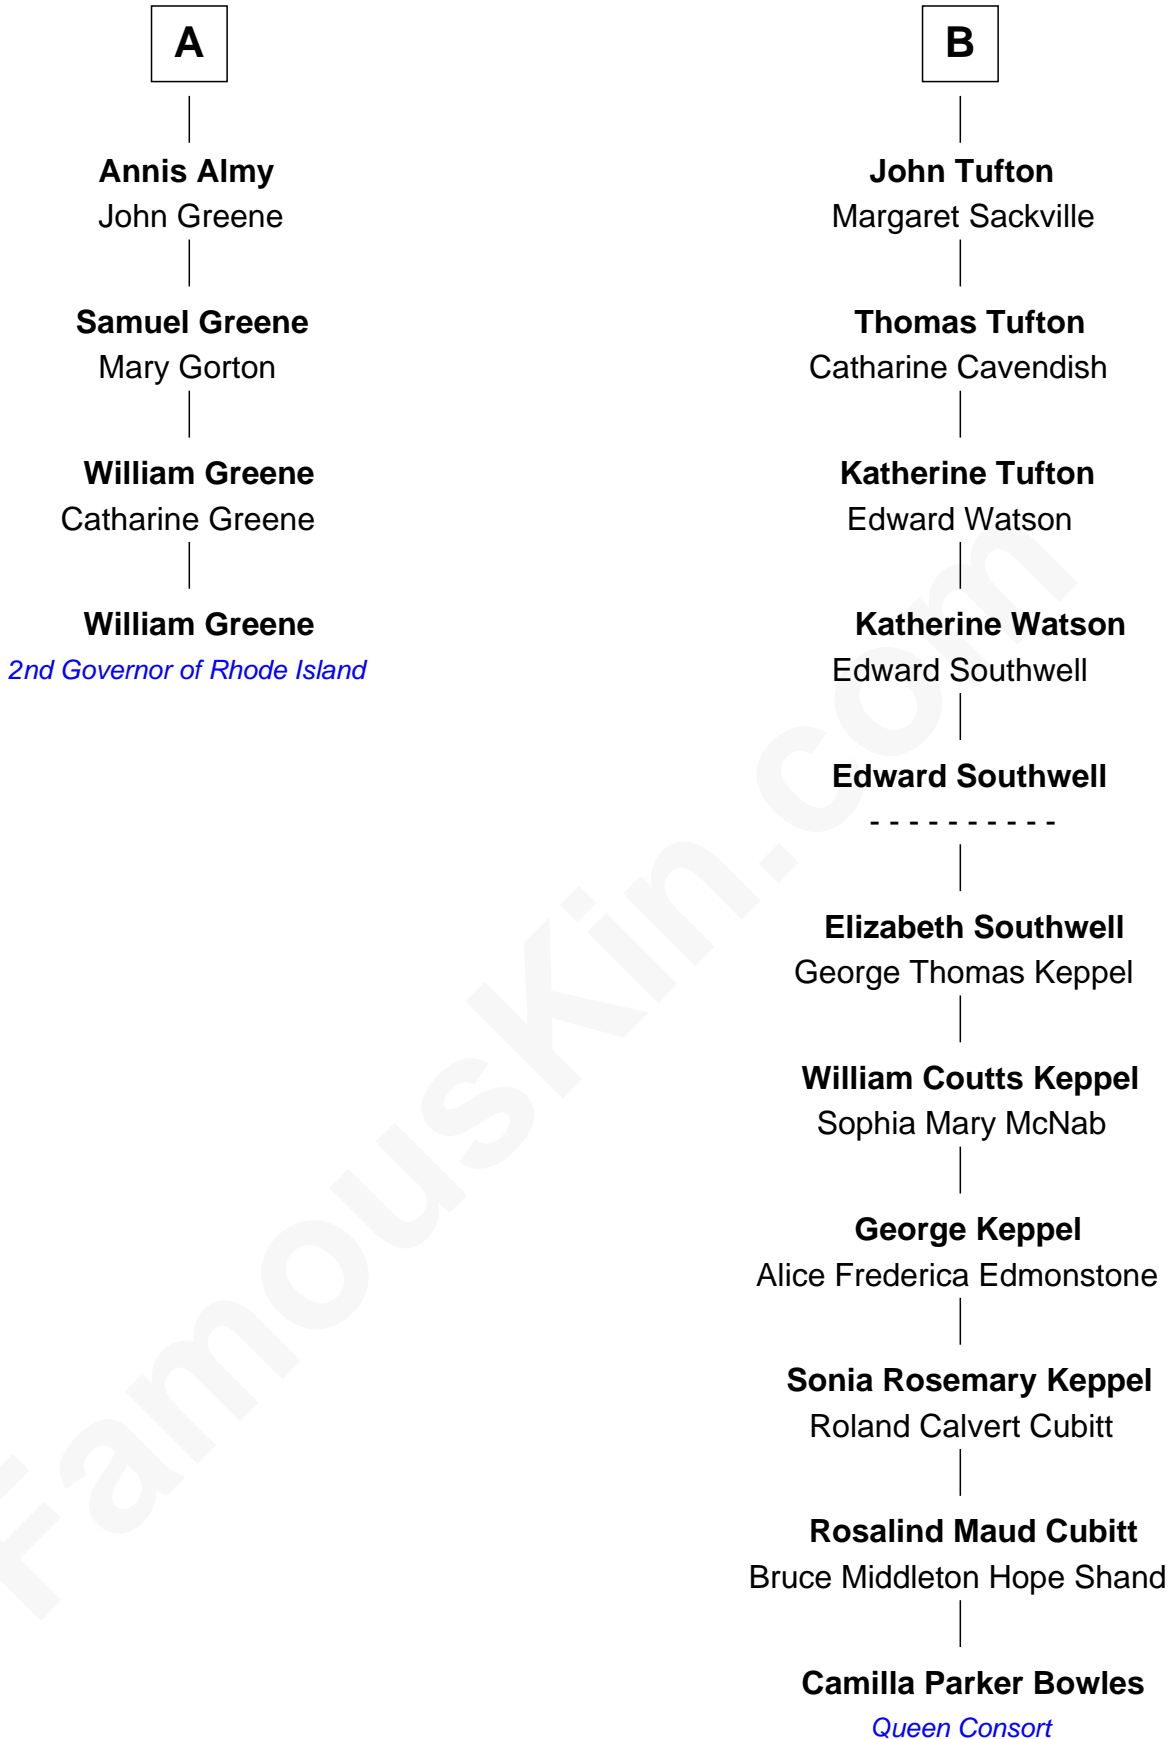 A
Annis Almy
John Greene
Samuel Greene
Mary Gorton
William Greene
Catharine Greene
William Greene
2nd Governor of Rhode Island
B
John Tufton
Margaret Sackville
Thomas Tufton
Catharine Cavendish
Katherine Tufton
Edward Watson
Katherine Watson
Edward Southwell
Edward Southwell
- - - - - - - - - -
Elizabeth Southwell
George Thomas Keppel
William Coutts Keppel
Sophia Mary McNab
George Keppel
Alice Frederica Edmonstone
Sonia Rosemary Keppel
Roland Calvert Cubitt
Rosalind Maud Cubitt
Bruce Middleton Hope Shand
Camilla Parker Bowles
Queen Consort
FamousKin.com